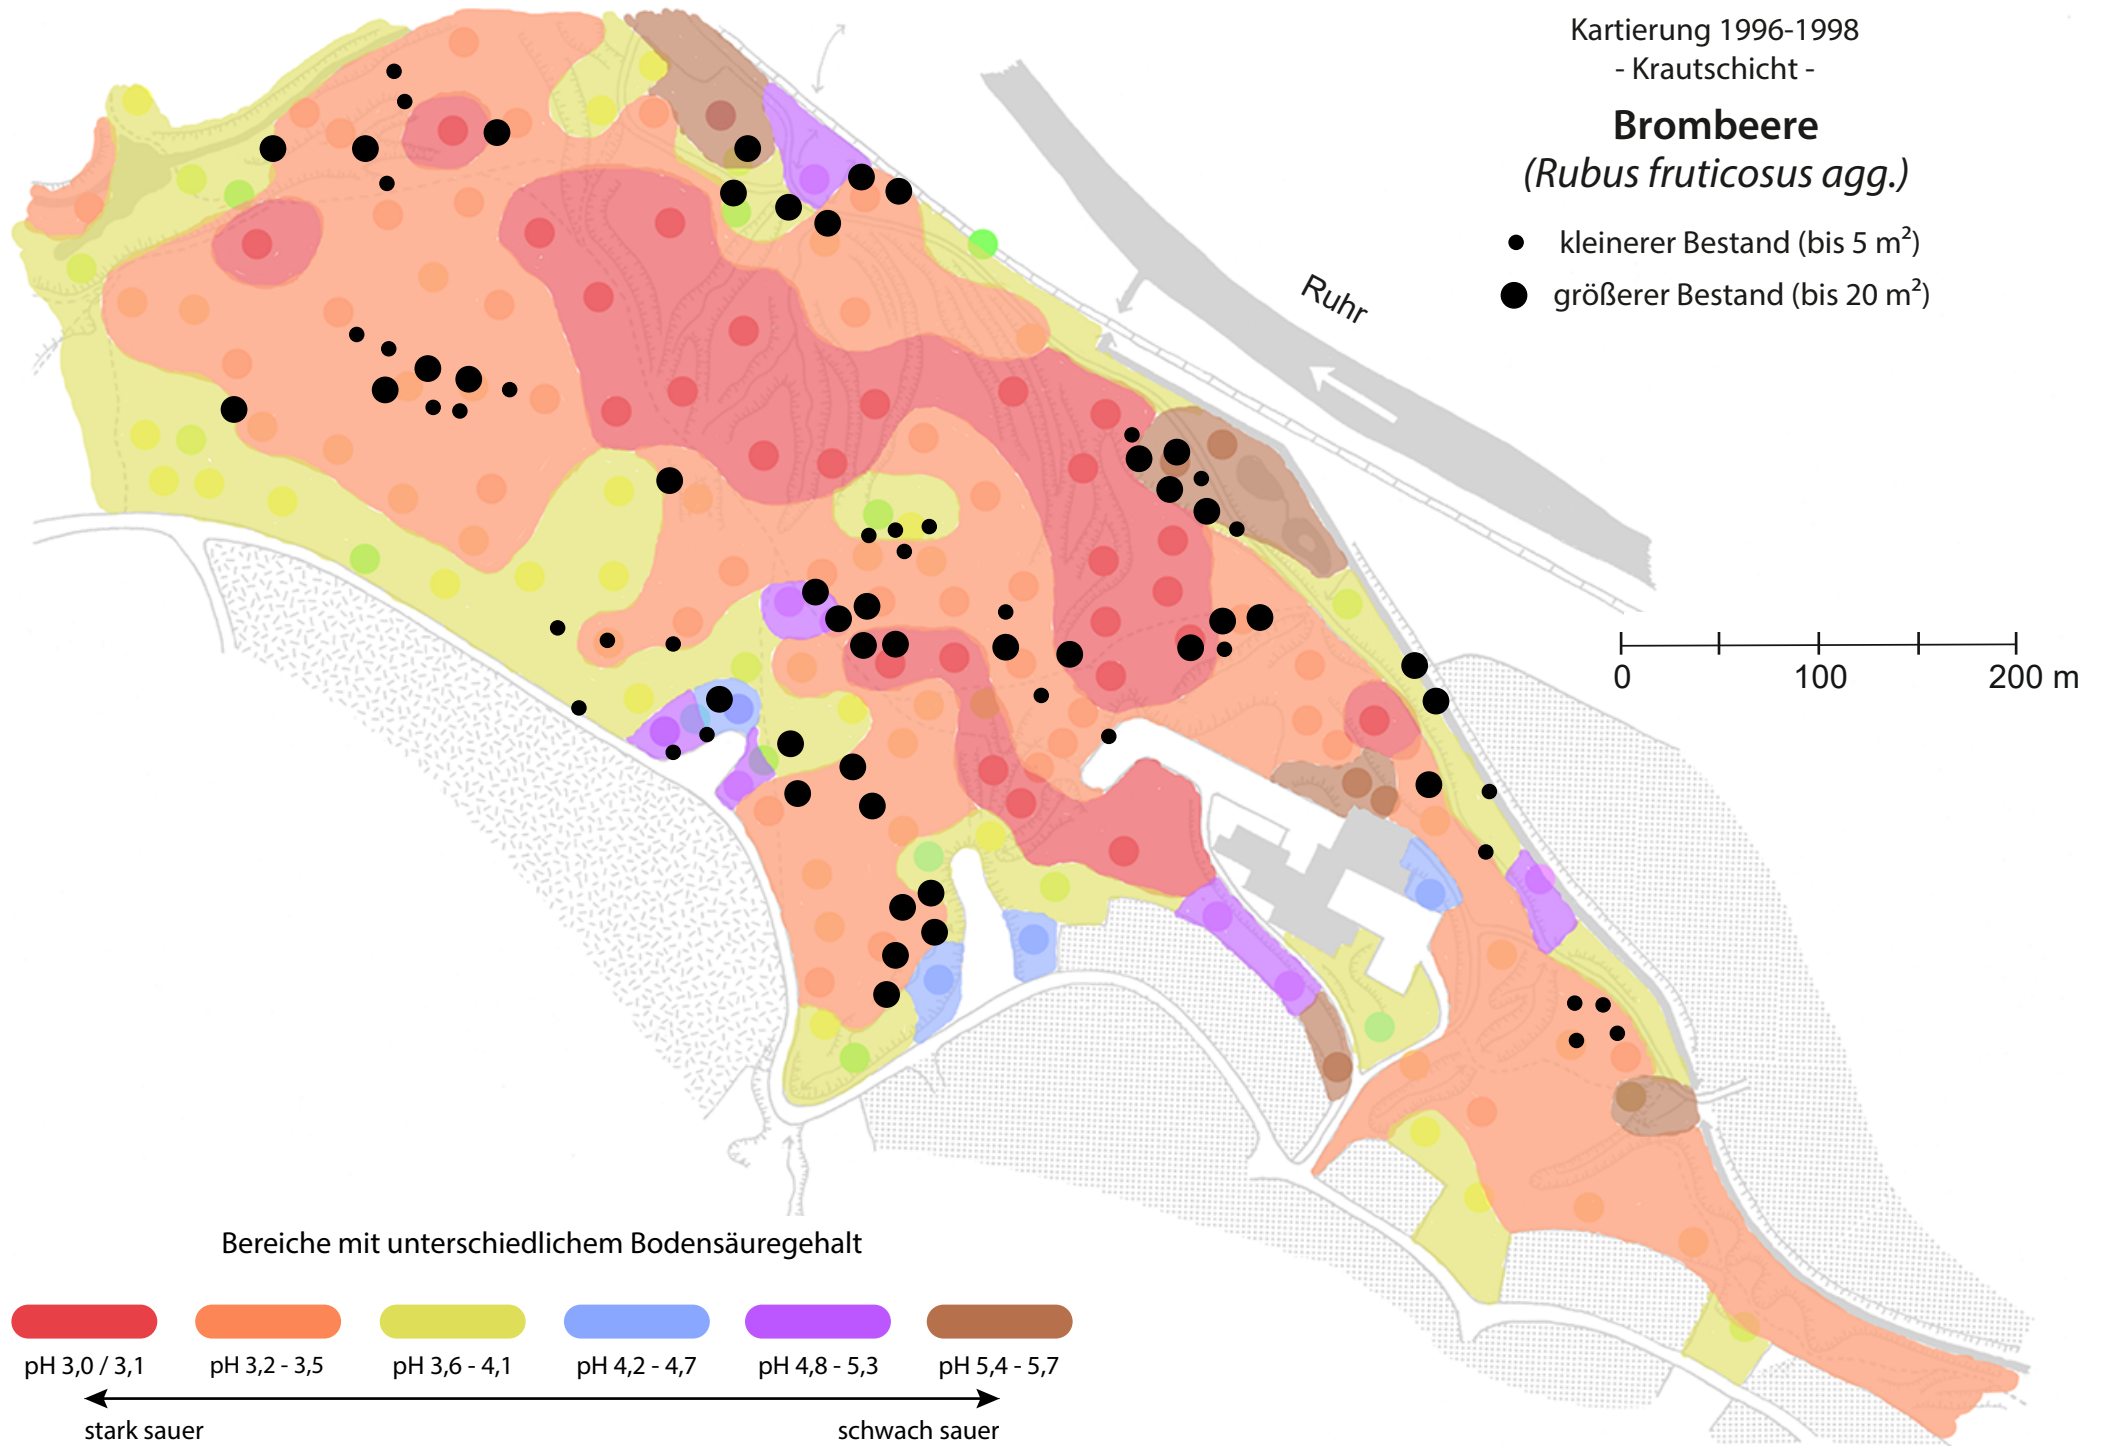 Kartierung 1996-1998
- Krautschicht -
Brombeere
(Rubus fruticosus agg.)
kleinerer Bestand (bis 5 m²)
größerer Bestand (bis 20 m²)
Ruhr
0 100 200 m
Bereiche mit unterschiedlichem Bodensäuregehalt
pH 3,0 / 3,1 pH 3,2 - 3,5 pH 3,6 - 4,1 pH 4,2 - 4,7 pH 4,8 - 5,3 pH 5,4 - 5,7
stark sauer schwach sauer